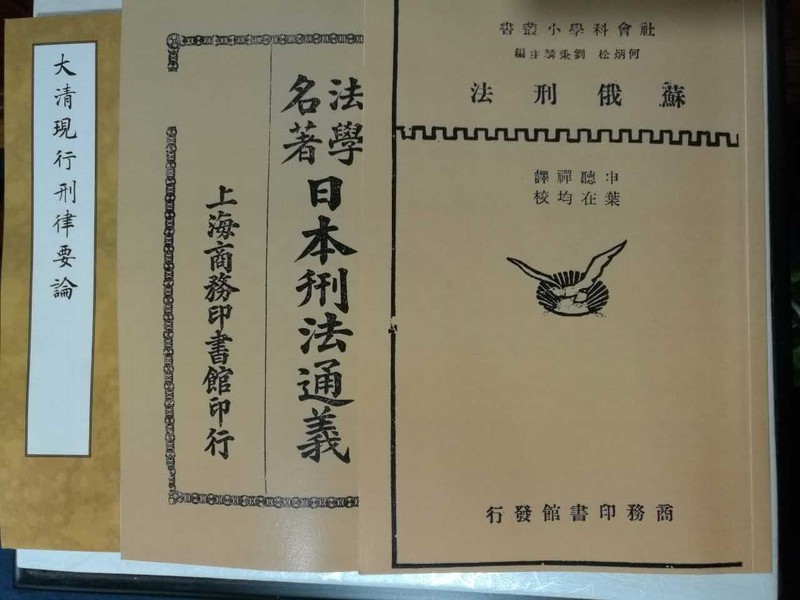 社會科學小叢書
何炳松 劉秉麟主編
蘇俄刑法
申聽禪譯
葉在均校
商務印書館發行
法學
名著
日本刑法通義
上海商務印書館印行
大清現行刑律要論